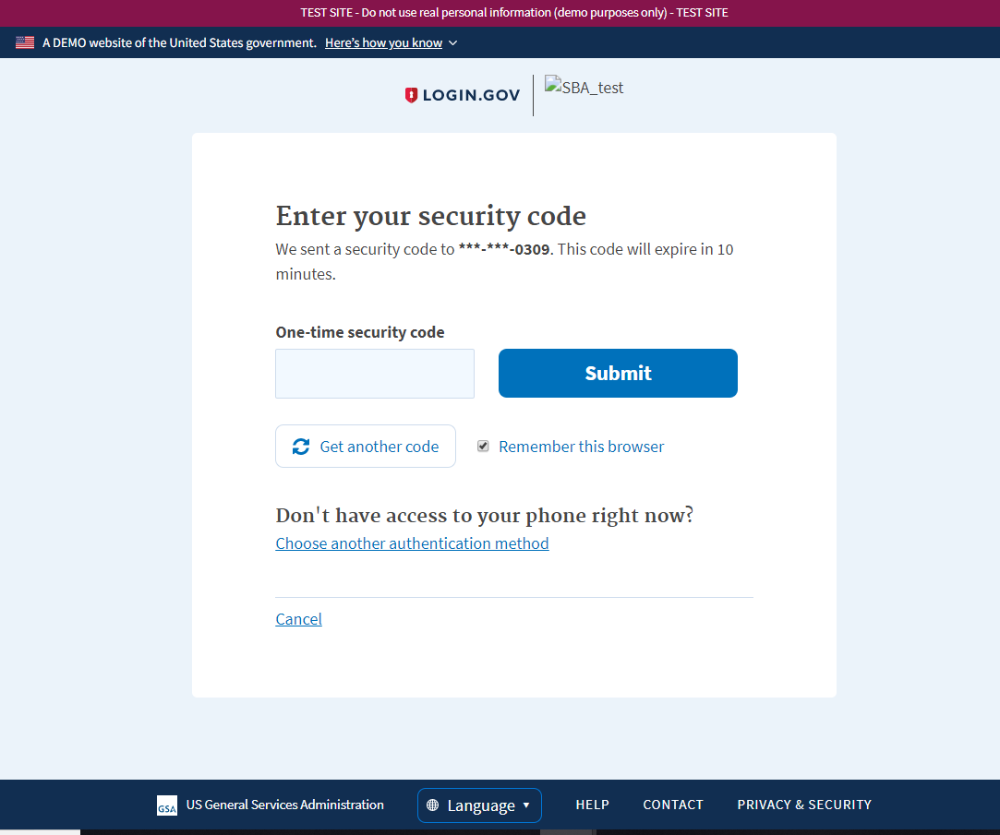 TEST SITE - Do not use real personal information (demo purposes only) - TEST SITE
A DEMO website of the United States government. Here's how you know
LOGIN.GOV
SBA_test
Enter your security code
We sent a security code to ***-***-0309. This code will expire in 10
minutes.
One-time security code
Submit
Get another code
Remember this browser
Don't have access to your phone right now?
Choose another authentication method
Cancel
GSA
US General Services Administration
Language
HELP
CONTACT
PRIVACY & SECURITY